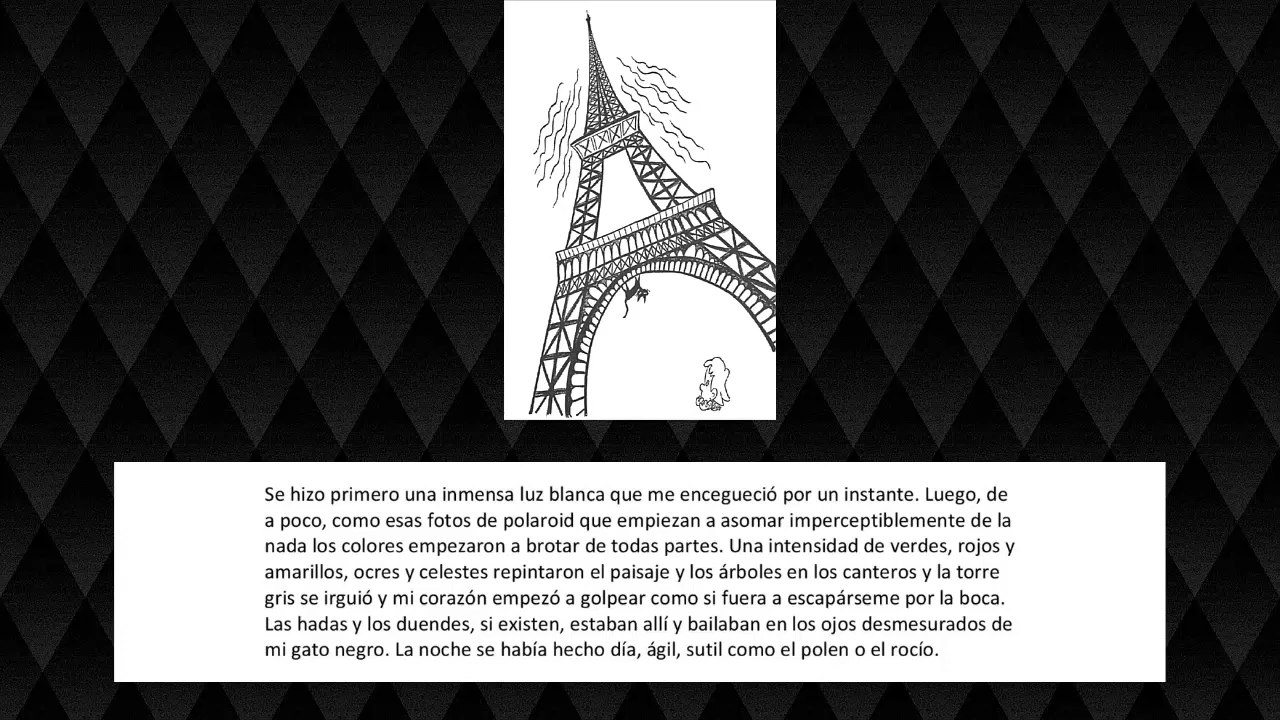 Se hizo primero una inmensa luz blanca que me encegueció por un instante. Luego, de
a poco, como esas fotos de polaroid que empiezan a asomar imperceptiblemente de la
nada los colores empezaron a brotar de todas partes. Una intensidad de verdes, rojos y
amarillos, ocres y celestes repintaron el paisaje y los árboles en los canteros y la torre
gris se irguió y mi corazón empezó a golpear como si fuera a escapárseme por la boca.
Las hadas y los duendes, si existen, estaban allí y bailaban en los ojos desmesurados de
mi gato negro. La noche se había hecho día, ágil, sutil como el polen o el rocío.